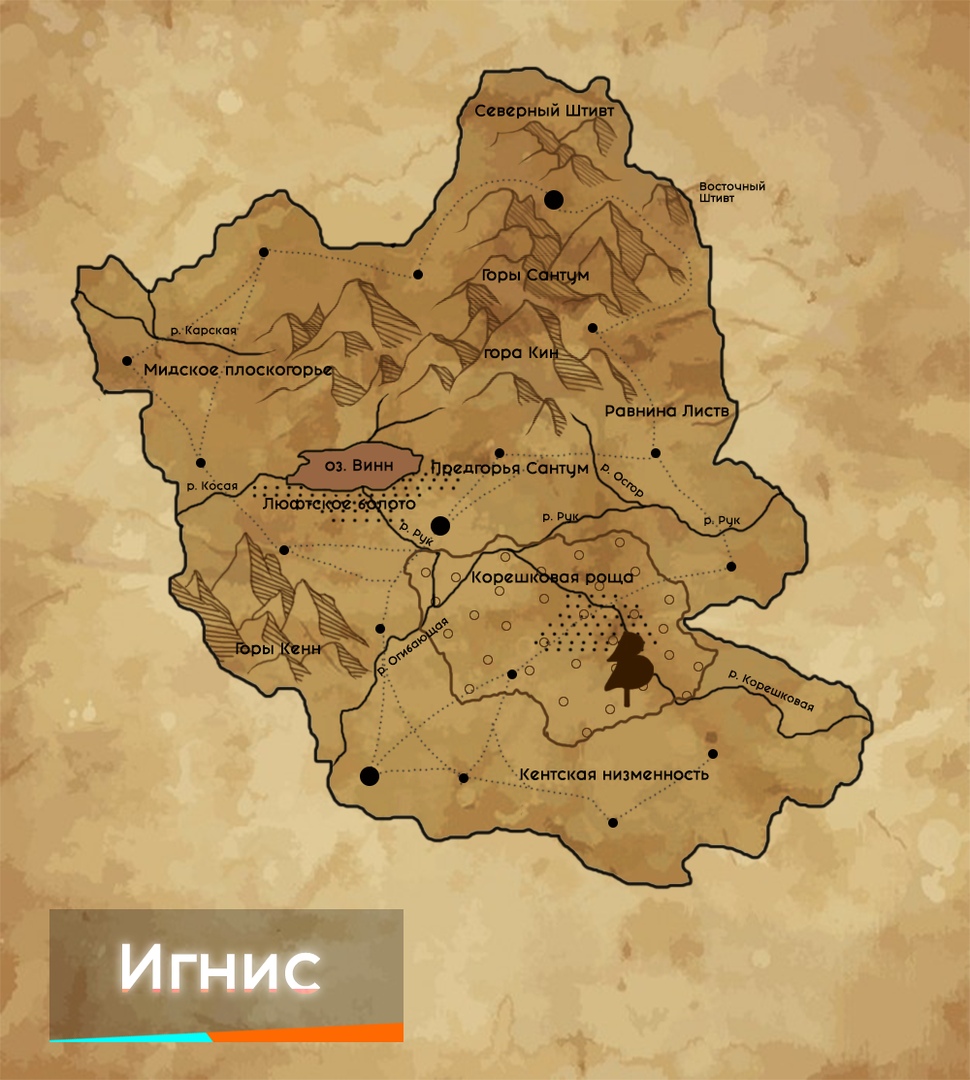 Северный Штивт
Восточный
Штивт
Горы Сантум
р. Карская
гора Кин
Мидское плоскогорье
Равнина Листв
оз. Винн
Предгорья Сантум
р. Осгор
р. Косая
Люфтское болото
р. Рук
р. Рук
р. Рук
Корешковая роща
р. Огибающая
Горы Кенн
р. Корешковая
Кентская низменность
Игнис